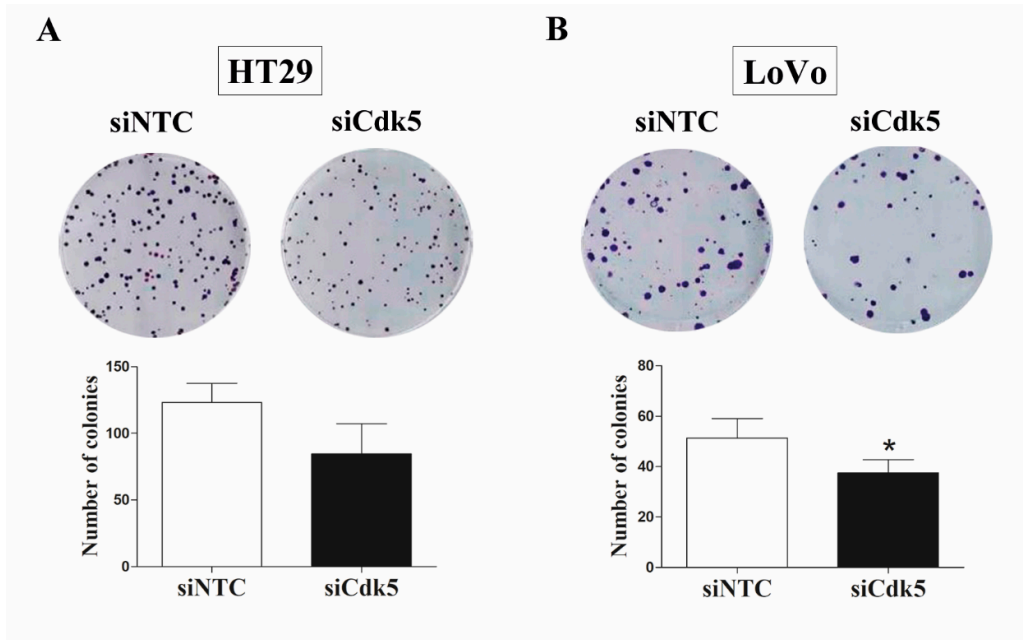 A
HT29
siNTC siCdk5
150
100
50
0
Number of colonies
siNTC siCdk5
B
LoVo
siNTC siCdk5
80
60
40
20
0
Number of colonies
*
siNTC siCdk5